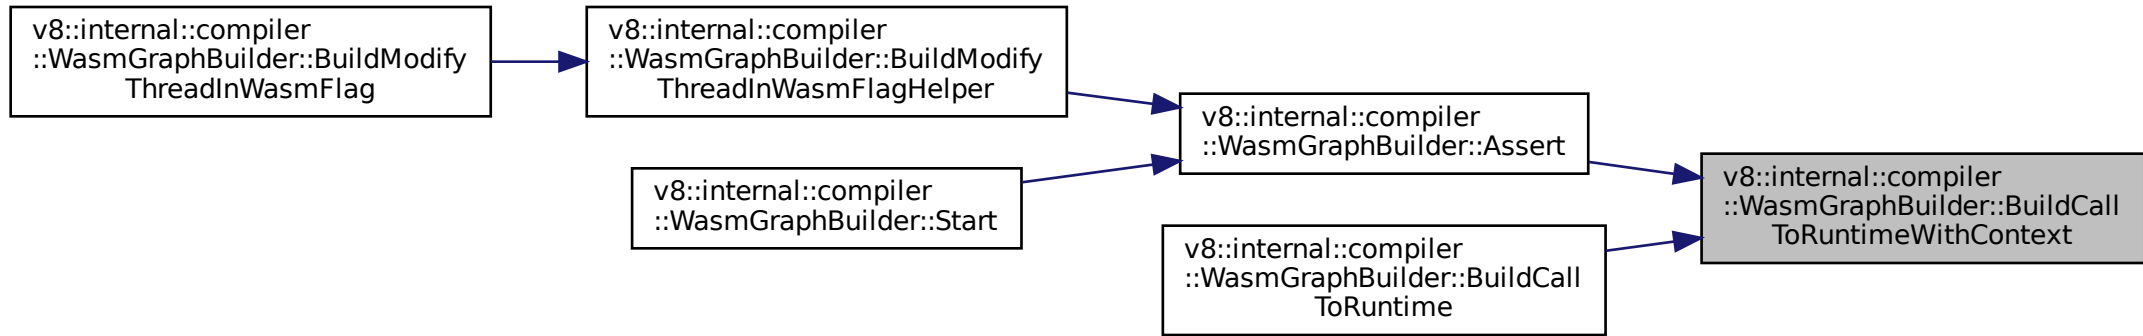 v8::internal::compiler
::WasmGraphBuilder::BuildModify
ThreadInWasmFlag
v8::internal::compiler
::WasmGraphBuilder::BuildModify
ThreadInWasmFlagHelper
v8::internal::compiler
::WasmGraphBuilder::Start
v8::internal::compiler
::WasmGraphBuilder::Assert
v8::internal::compiler
::WasmGraphBuilder::BuildCall
ToRuntime
v8::internal::compiler
::WasmGraphBuilder::BuildCall
ToRuntimeWithContext